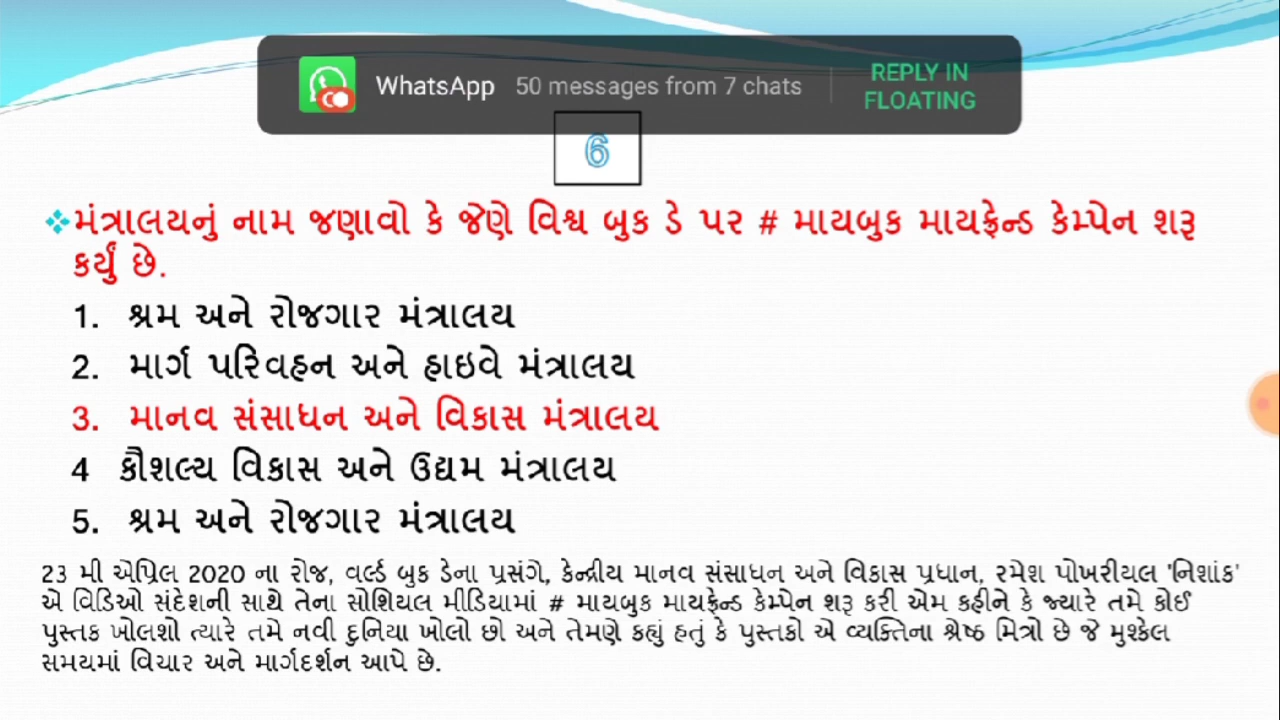 WhatsApp 50 messages from 7 chats REPLY IN
FLOATING
6
મંત્રાલયનું નામ જણાવો કે જેણે વિશ્વ બુક ડે પર # માયબુક માયફ્રેન્ડ કેમ્પેન શરૂ
કર્યું છે.
1. શ્રમ અને રોજગાર મંત્રાલય
2. માર્ગ પરિવહન અને હાઇવે મંત્રાલય
3. માનવ સંસાધન અને વિકાસ મંત્રાલય
4 કૌશલ્ય વિકાસ અને ઉદ્યમ મંત્રાલય
5. શ્રમ અને રોજગાર મંત્રાલય
23 મી એપ્રિલ 2020 ના રોજ, વર્લ્ડ બુક ડેના પ્રસંગે, કેન્દ્રીય માનવ સંસાધન અને વિકાસ પ્રધાન, રમેશ પોખરીયલ 'નિશાંક'
એ વિડિઓ સંદેશની સાથે તેના સોશિયલ મીડિયામાં # માયબુક માયફ્રેન્ડ કેમ્પેન શરૂ કરી એમ કહીને કે જ્યારે તમે કોઈ
પુસ્તક ખોલશો ત્યારે તમે નવી દુનિયા ખોલો છો અને તેમણે કહ્યું હતું કે પુસ્તકો એ વ્યક્તિના શ્રેષ્ઠ મિત્રો છે જે મુશ્કેલ
સમયમાં વિચાર અને માર્ગદર્શન આપે છે.